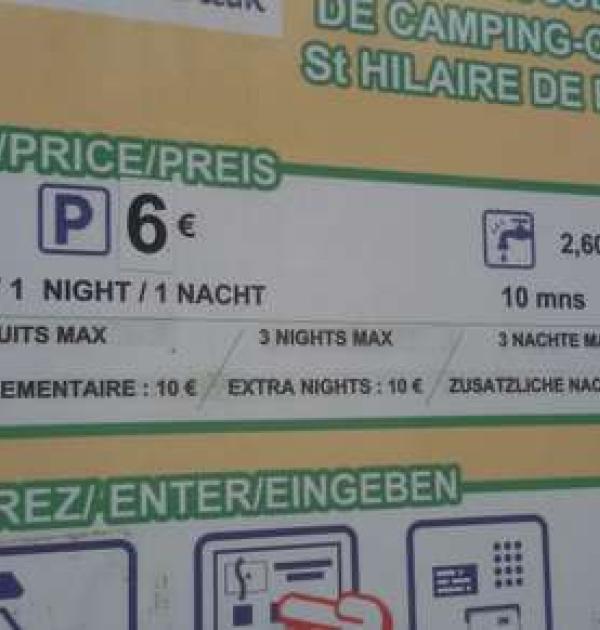 DE CAMPING-C
St HILAIRE DE
/PRICE/PREIS
P 6 €
2,60
/ 1 NIGHT / 1 NACHT
10 mns
UITS MAX / 3 NIGHTS MAX / 3 NACHTE MA
EMENTAIRE : 10 € / EXTRA NIGHTS : 10 € / ZUSATZLICHE NAC
REZ/ ENTER/EINGEBEN